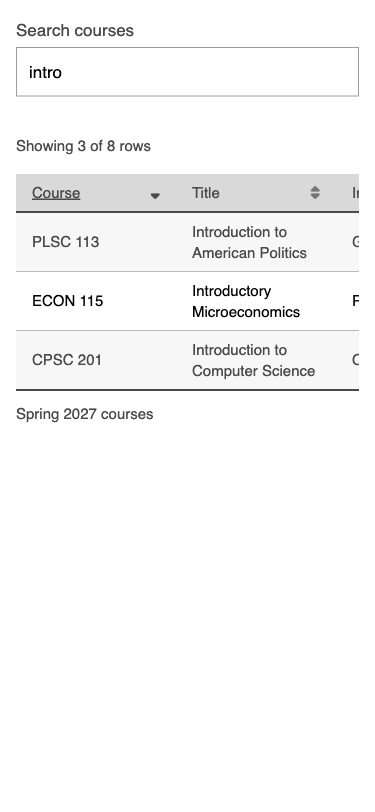 Search courses
intro
Showing 3 of 8 rows
Course Title
PLSC 113
Introduction to
American Politics
ECON 115
Introductory
Microeconomics
CPSC 201
Introduction to
Computer Science
Spring 2027 courses